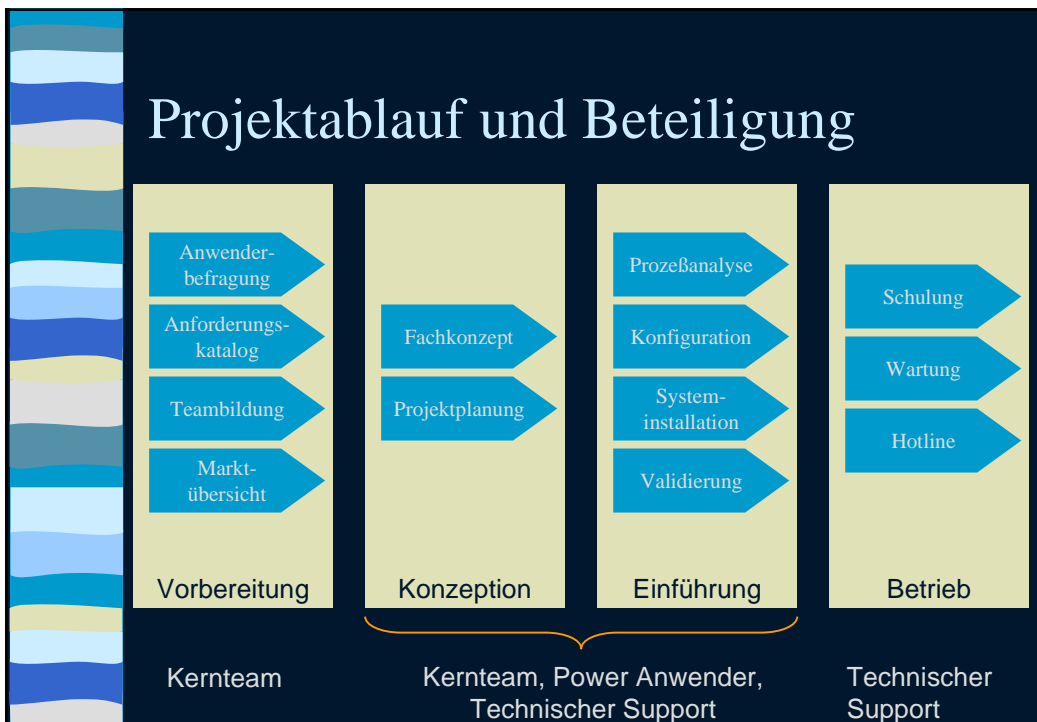 Projektablauf und Beteiligung
Anwender-
befragung
Anforderungs-
katalog
Teambildung
Markt-
übersicht
Vorbereitung
Fachkonzept
Projektplanung
Konzeption
Prozeßanalyse
Konfiguration
System-
installation
Validierung
Einführung
Schulung
Wartung
Hotline
Betrieb
Kernteam
Kernteam, Power Anwender,
Technischer Support
Technischer
Support